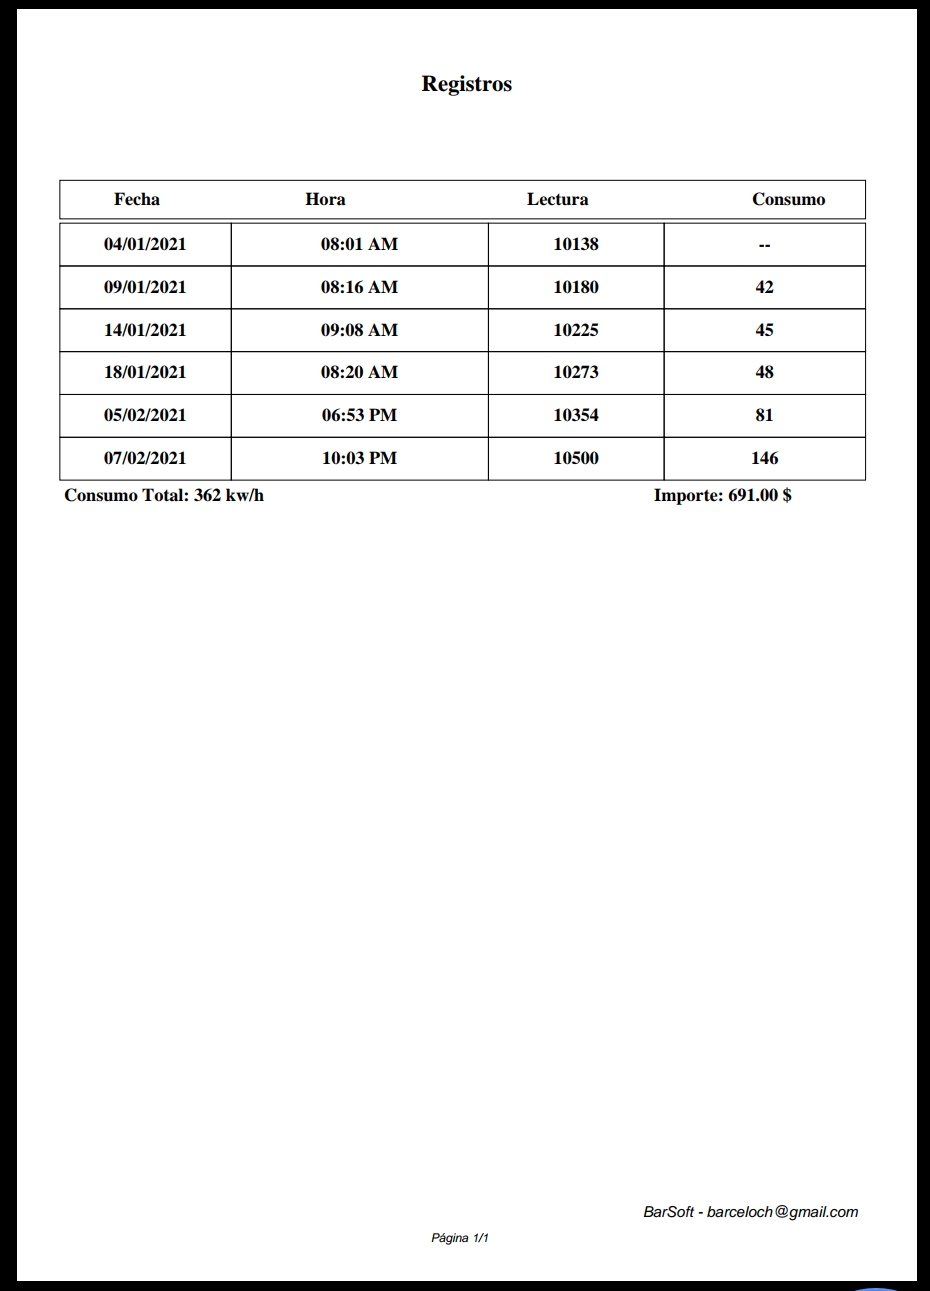 Registros
Fecha Hora Lectura Consumo
04/01/2021 08:01 AM 10138 --
09/01/2021 08:16 AM 10180 42
14/01/2021 09:08 AM 10225 45
18/01/2021 08:20 AM 10273 48
05/02/2021 06:53 PM 10354 81
07/02/2021 10:03 PM 10500 146
Consumo Total: 362 kw/h Importe: 691.00 $
BarSoft - barceloch@gmail.com
Página 1/1